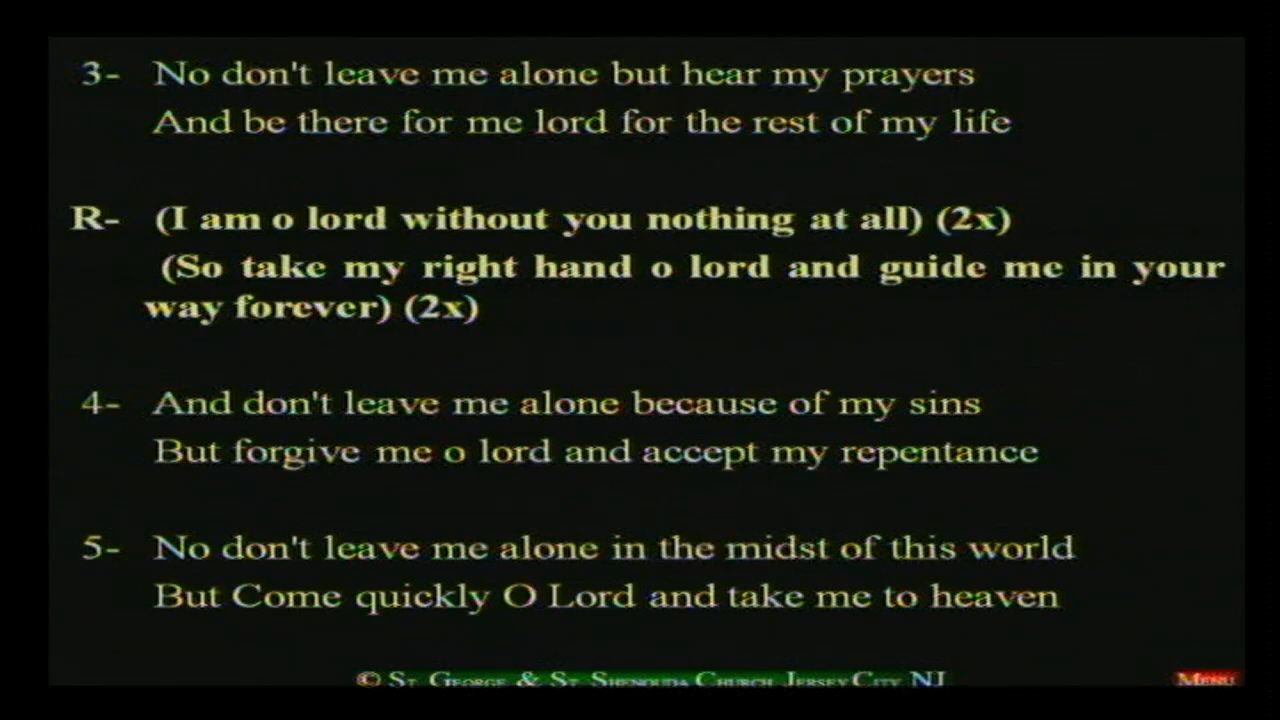 3- No don't leave me alone but hear my prayers
And be there for me lord for the rest of my life
R- (I am o lord without you nothing at all) (2x)
(So take my right hand o lord and guide me in your
way forever) (2x)
4- And don't leave me alone because of my sins
But forgive me o lord and accept my repentance
5- No don't leave me alone in the midst of this world
But Come quickly O Lord and take me to heaven
© St. George & St. Shenouda Church Jersey City NJ
Menu